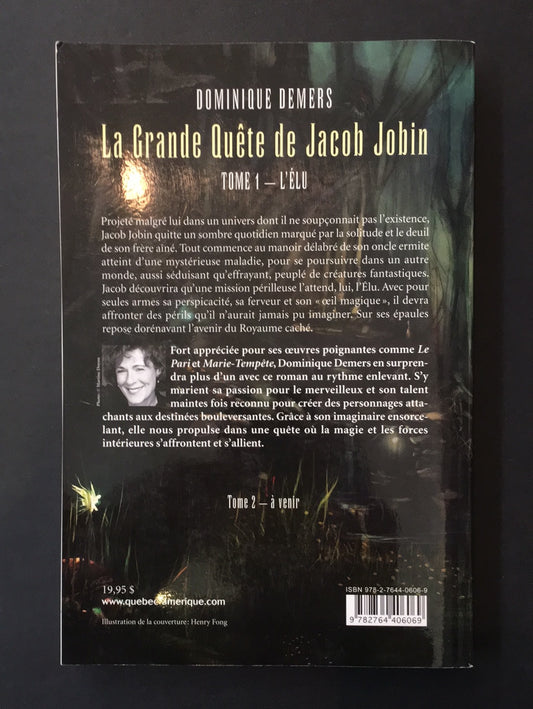 DOMINIQUE DEMERS
La Grande Quête de Jacob Jobin
TOME 1 – L'ÉLU
Projeté malgré lui dans un univers dont il ne soupçonnait pas l'existence,
Jacob Jobin quitte un sombre quotidien marqué par la solitude et le deuil
de son frère aîné. Tout commence au manoir délabré de son oncle ermite
atteint d'une mystérieuse maladie, pour se poursuivre dans un autre
monde, aussi séduisant qu'effrayant, peuplé de créatures fantastiques.
Jacob découvrira qu'une mission périlleuse l'attend, lui, l'Élu. Avec pour
seules armes sa perspicacité, sa ferveur et son « œil magique », il devra
affronter des périls qu'il n'aurait jamais pu imaginer. Sur ses épaules
repose dorénavant l'avenir du Royaume caché.
Fort appréciée pour ses œuvres poignantes comme Le
Pari et Marie-Tempête, Dominique Demers en surpren-
dra plus d'un avec ce roman au rythme enlevant. S'y
marient sa passion pour le merveilleux et son talent
maintes fois reconnu pour créer des personnages atta-
chants aux destinées bouleversantes. Grâce à son imaginaire ensorce-
lant, elle nous propulse dans une quête où la magie et les forces
intérieures s'affrontent et s'allient.
Tome 2 – à venir
19,95 $
www.quebec-amerique.com
Illustration de la couverture : Henry Fong
ISBN 978-2-7644-0606-9
9 782764 406069